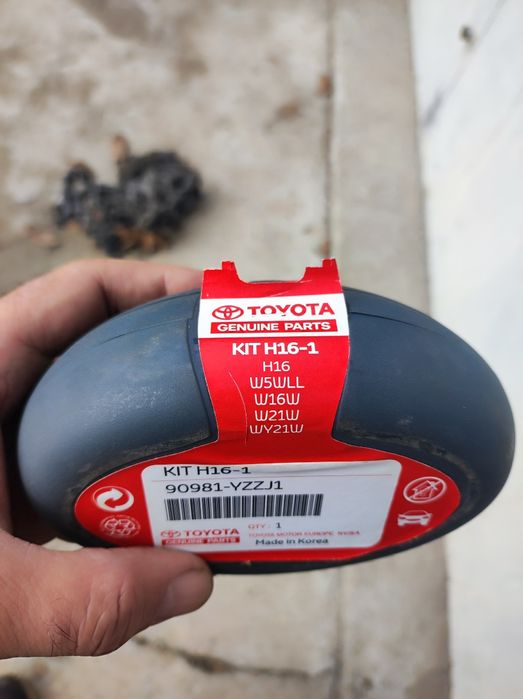 TOYOTA
GENUINE PARTS
KIT H16-1
H16
W5WLL
W16W
W21W
WY21W
KIT H16-1
90981-YZZJ1
QTY: 1
TOYOTA
TOYOTA MOTOR EUROPE NV/SA
GENUINE PARTS
Made in Korea